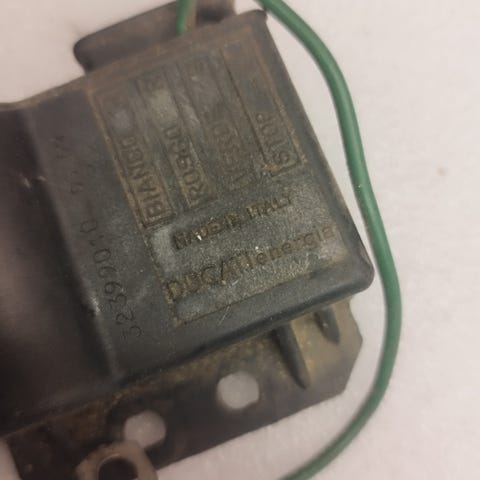 BIANCO
ROSSO
VERDE
STOP
MADE IN ITALY
DUCATI energia